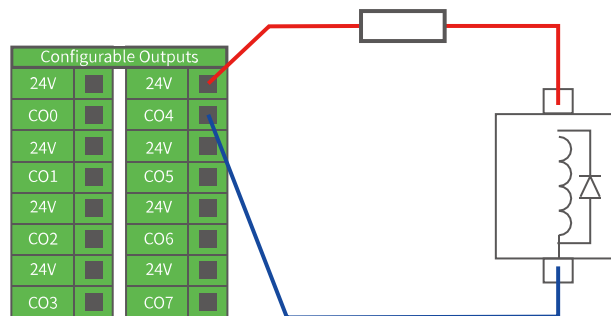 Configurable Outputs
24V 24V
CO0 CO4
24V 24V
CO1 CO5
24V 24V
CO2 CO6
24V 24V
CO3 CO7